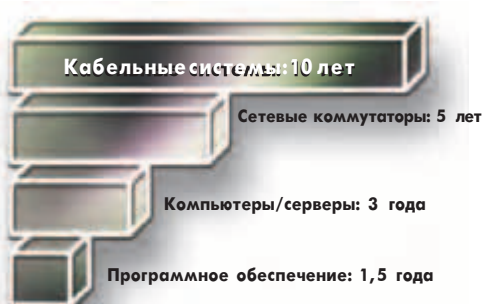 Кабельные системы: 10 лет
Сетевые коммутаторы: 5 лет
Компьютеры/серверы: 3 года
Программное обеспечение: 1,5 года